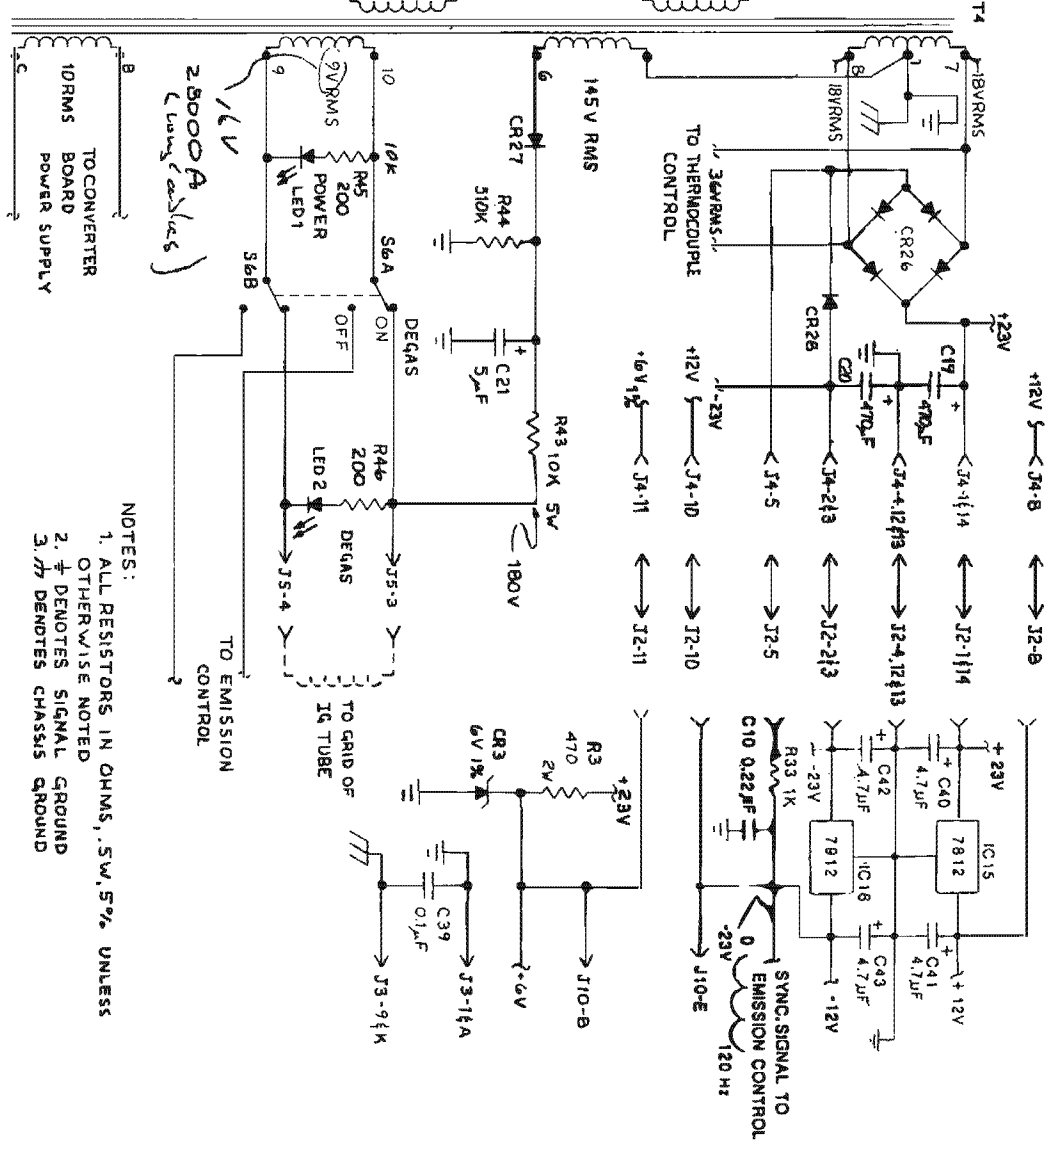 T4
7
18VRMS
8
18VRMS
TO THERMOCOUPLE
CONTROL
36VRMS
CR26
CR28
+23V
C19
470µF
C20
470µF
-23V
+12V
J4-8
J2-8
J4-1&14
J2-1&14
J4-4,12&13
J2-4,12&13
J4-2&3
J2-2&3
J4-5
J2-5
+12V
J4-10
J2-10
+6V 1%
J4-11
J2-11
+23V
C40
4.7µF
C42
4.7µF
-23V
IC15
7812
IC16
7912
C41
4.7µF
C43
4.7µF
+12V
-12V
R33 1K
C10 0.22µF
SYNC. SIGNAL TO
EMISSION CONTROL
0
-23V
120 HZ
J10-E
145V RMS
6
CR27
R44
510K
C21
5µF
R43 10K 5W
180V
R3
470
2W
+23V
CR3
6V 1%
+6V
J10-B
C39
0.1µF
J3-1&A
J3-9&K
10
9VRMS
9
10K
~16V
28000A
R45
200
POWER
LED1
S6A
S6B
DEGAS
ON
OFF
R46
200
LED2
DEGAS
J5-3
J5-4
TO GRID OF
IG TUBE
TO EMISSION
CONTROL
B
C
TO CONVERTER
10RMS BOARD
POWER SUPPLY
NOTES:
1. ALL RESISTORS IN OHMS, .5W, 5% UNLESS
OTHERWISE NOTED
2. DENOTES SIGNAL GROUND
3. DENOTES CHASSIS GROUND